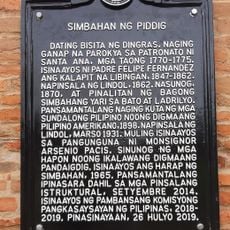 SIMBAHAN NG PIDDIG
DATING BISITA NG DINGRAS. NAGING
GANAP NA PAROKYA SA PATRONATO NI
SANTA ANA, MGA TAONG 1770-1775.
ISINAAYOS NI PADRE FELIPE FERNANDEZ
ANG KALAPIT NA LIBINGAN, 1847-1862.
NAPINSALA NG LINDOL, 1862. NASUNOG,
1870, AT PINALITAN NG BAGONG
SIMBAHANG YARI SA BATO AT LADRILYO.
PANSAMANTALANG NAGING KUTA NG MGA
SUNDALONG PILIPINO NOONG DIGMAANG
PILIPINO AMERIKANO, 1898. NAPINSALA NG
LINDOL, MARSO 1931. MULING ISINAAYOS
SA PANGUNGUNA NI MONSIGNOR
ARSENIO PACIS. SINUNOG NG MGA
HAPON NOONG IKALAWANG DIGMAANG
PANDAIGDIG. ISINAAYOS ANG HARAP NG
SIMBAHAN, 1965. PANSAMANTALANG
IPINASARA DAHIL SA MGA PINSALANG
ISTRUKTURAL, SETYEMBRE 2014.
ISINAAYOS NG PAMBANSANG KOMISYONG
PANGKASAYSAYAN NG PILIPINAS, 2018-
2019. PINASINAYAAN, 26 HULYO 2019.